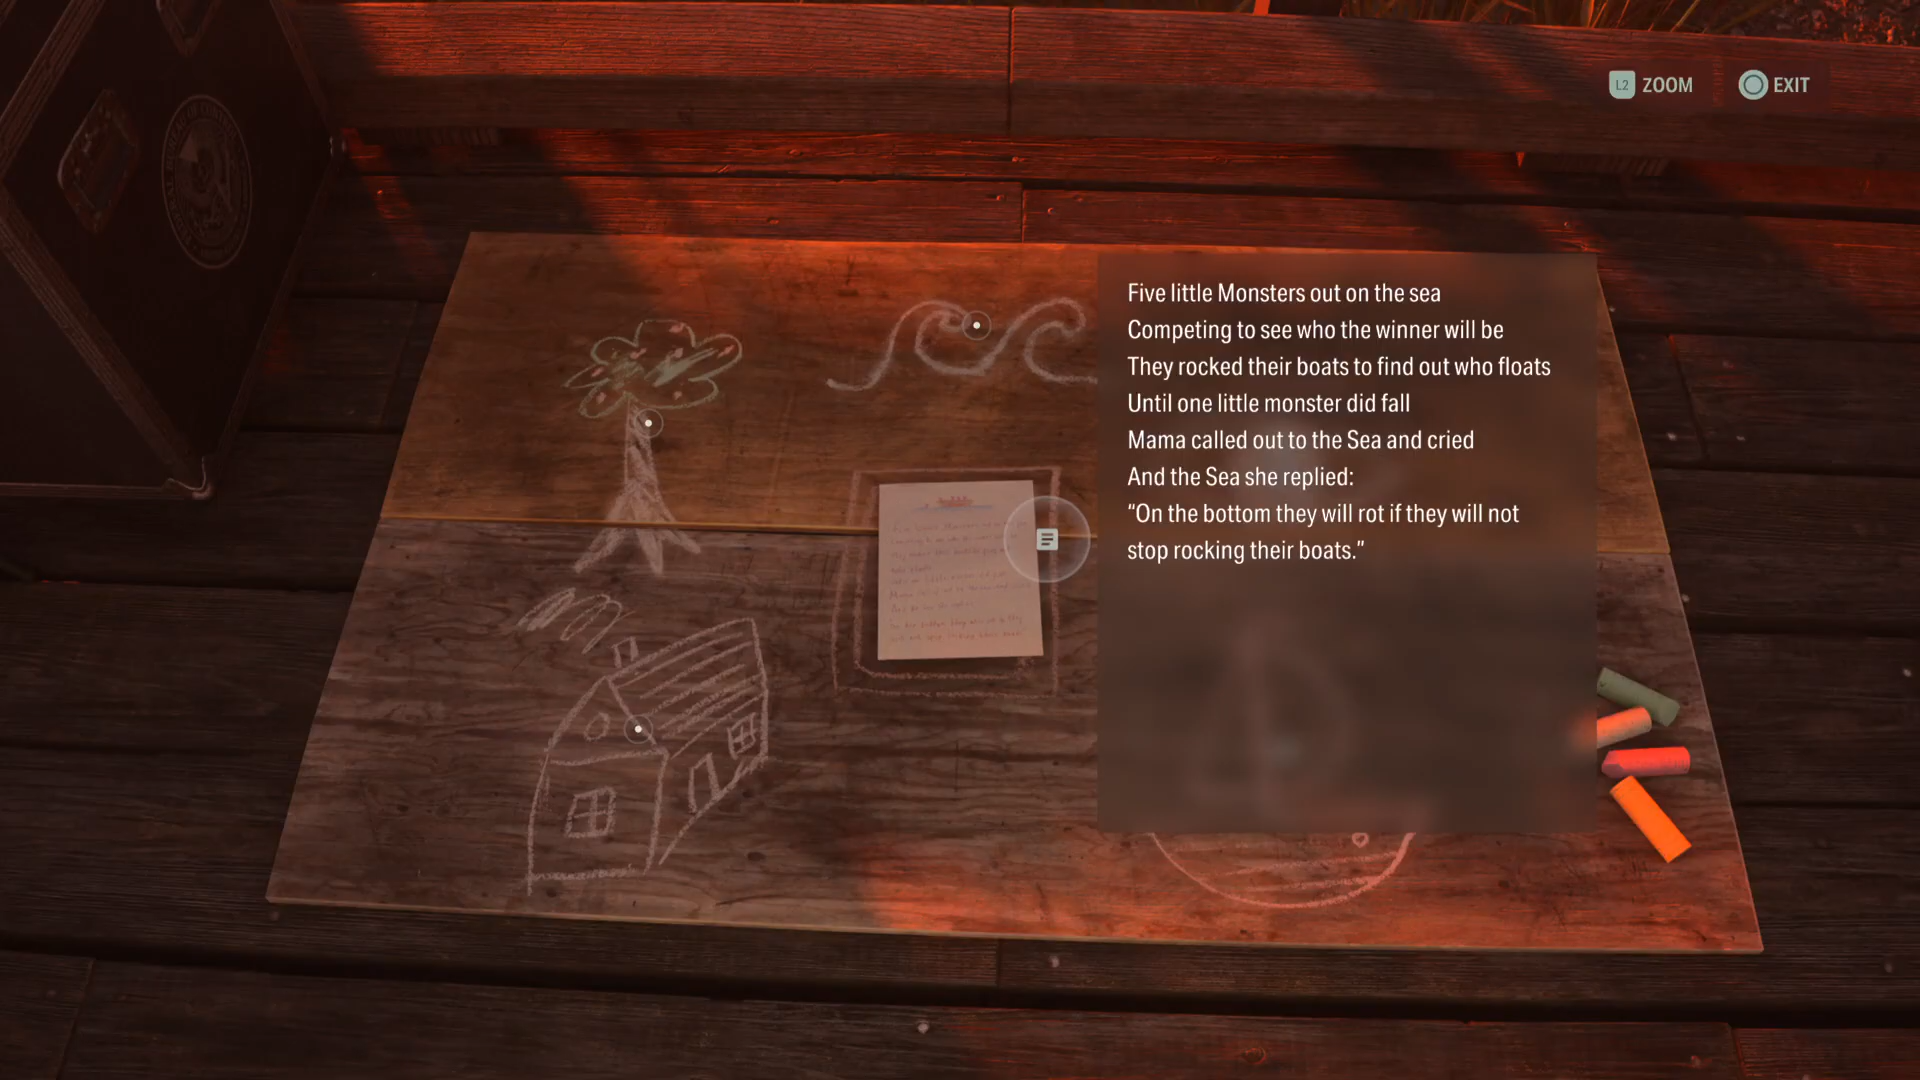 L2 ZOOM
EXIT
Five little Monsters out on the sea
Competing to see who the winner will be
They rocked their boats to find out who floats
Until one little monster did fall
Mama called out to the Sea and cried
And the Sea she replied:
“On the bottom they will rot if they will not
stop rocking their boats.”